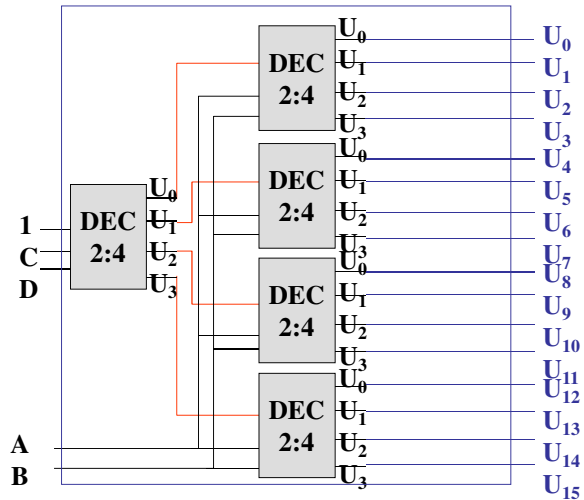 U₀ U₀
DEC U₁ U₁
2:4 U₂ U₂
U₃ U₃
U₀ U₄
DEC U₁ U₅
2:4 U₂ U₆
U₃ U₇
U₀ U₈
DEC U₁ U₉
2:4 U₂ U₁₀
U₃ U₁₁
U₀ U₁₂
DEC U₁ U₁₃
2:4 U₂ U₁₄
U₃ U₁₅
U₀
1 DEC U₁
C 2:4 U₂
D U₃
A
B